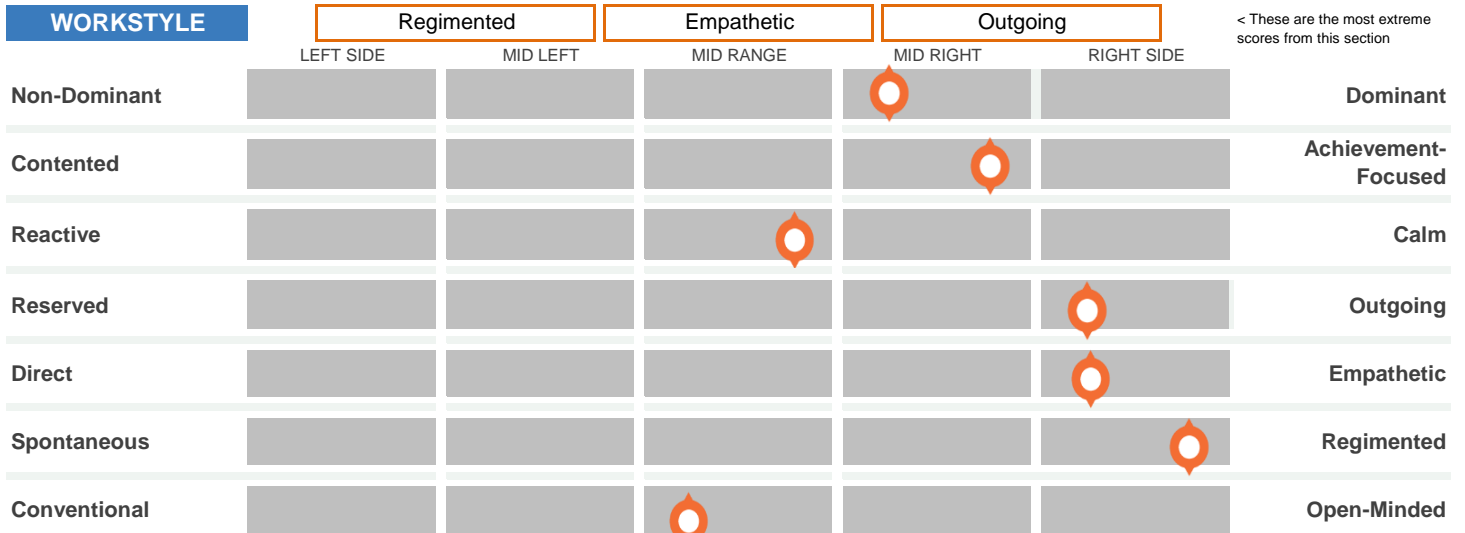 WORKSTYLE Regimented Empathetic Outgoing < These are the most extreme
scores from this section
LEFT SIDE MID LEFT MID RANGE MID RIGHT RIGHT SIDE
Non-Dominant Dominant
Contented Achievement-
Focused
Reactive Calm
Reserved Outgoing
Direct Empathetic
Spontaneous Regimented
Conventional Open-Minded